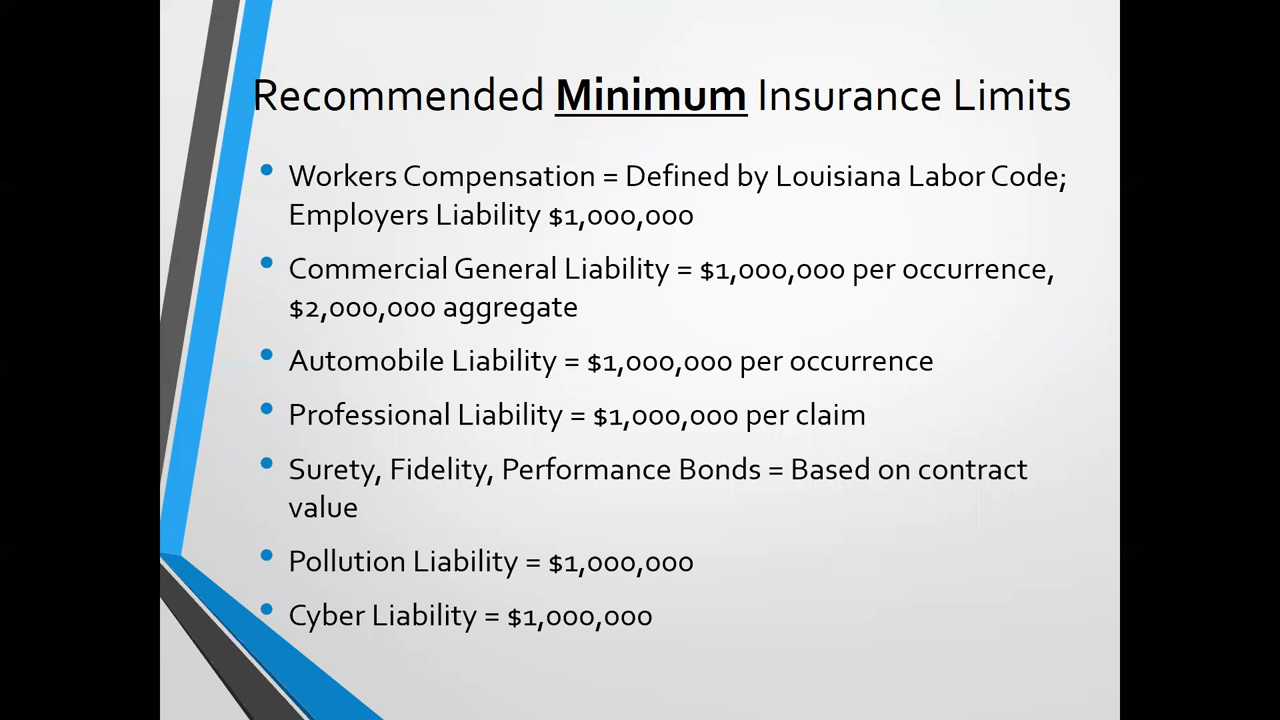 Recommended Minimum Insurance Limits
• Workers Compensation = Defined by Louisiana Labor Code;
Employers Liability $1,000,000
• Commercial General Liability = $1,000,000 per occurrence,
$2,000,000 aggregate
• Automobile Liability = $1,000,000 per occurrence
• Professional Liability = $1,000,000 per claim
• Surety, Fidelity, Performance Bonds = Based on contract
value
• Pollution Liability = $1,000,000
• Cyber Liability = $1,000,000